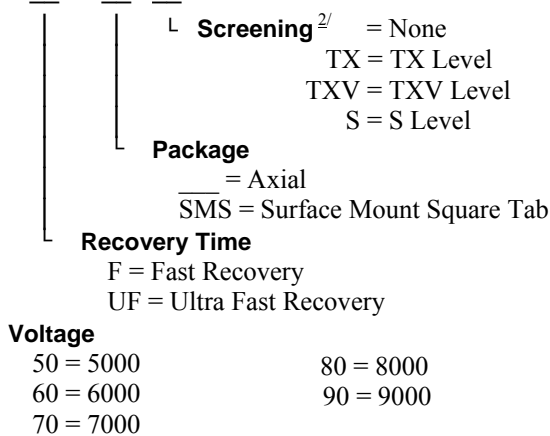 Screening 2/ = None
TX = TX Level
TXV = TXV Level
S = S Level
Package
___ = Axial
SMS = Surface Mount Square Tab
Recovery Time
F = Fast Recovery
UF = Ultra Fast Recovery
Voltage
50 = 5000 80 = 8000
60 = 6000 90 = 9000
70 = 7000